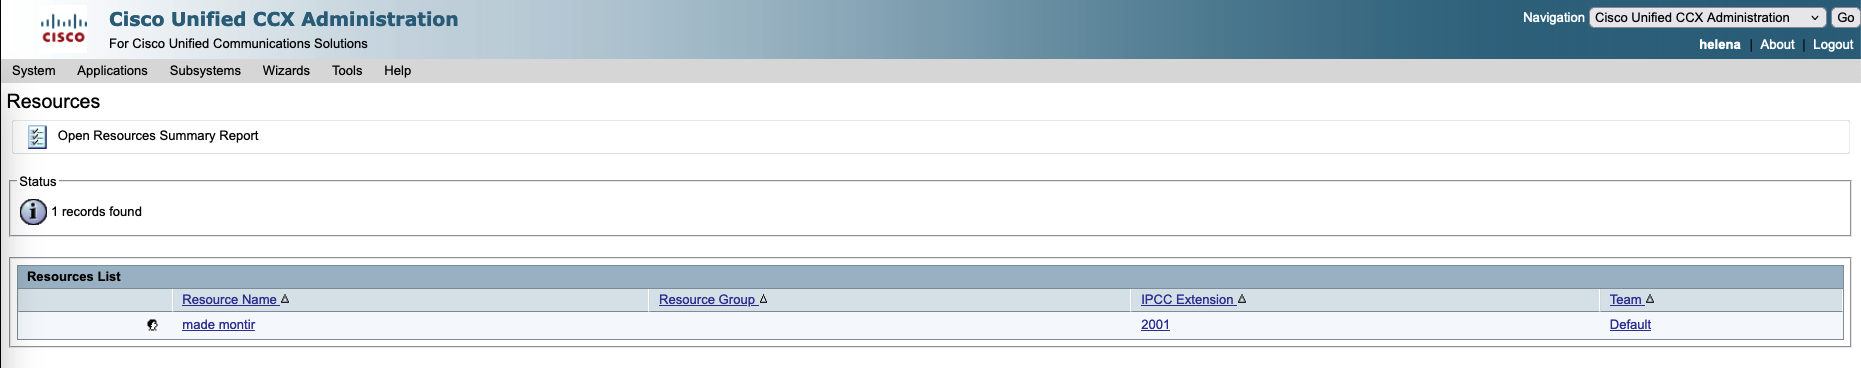 Cisco Unified CCX Administration
For Cisco Unified Communications Solutions
CISCO
Navigation Cisco Unified CCX Administration Go
helena | About | Logout
System Applications Subsystems Wizards Tools Help
Resources
Open Resources Summary Report
Status
1 records found
Resources List
Resource Name Resource Group IPCC Extension Team
made montir 2001 Default